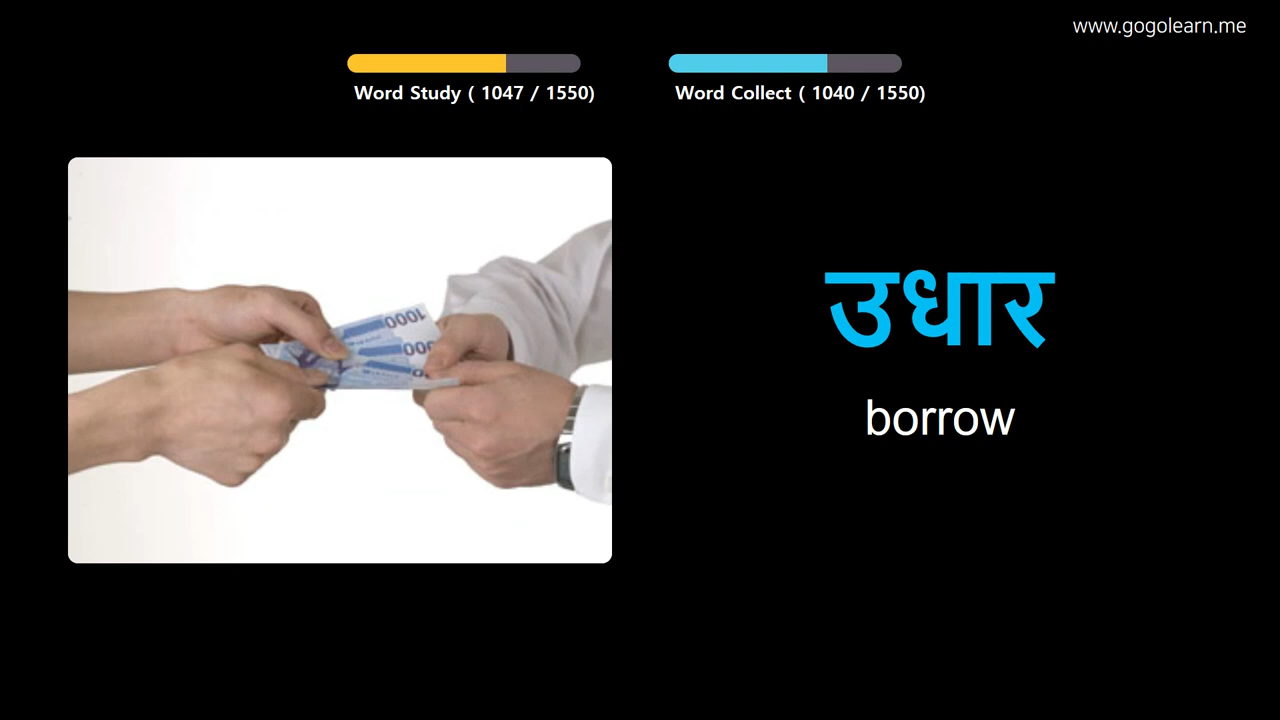 www.gogolearn.me
Word Study ( 1047 / 1550)
Word Collect ( 1040 / 1550)
1000
उधार
borrow